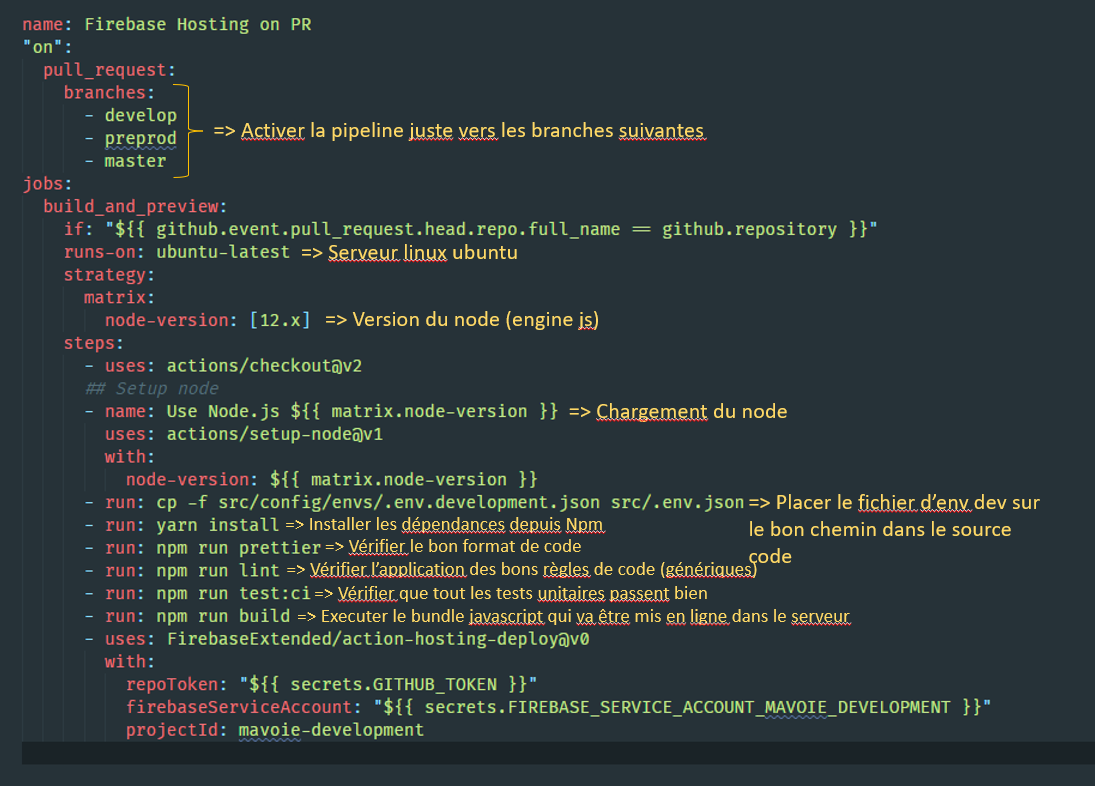 name: Firebase Hosting on PR
"on":
pull_request:
branches:
- develop
- preprod => Activer la pipeline juste vers les branches suivantes
- master
jobs:
build_and_preview:
if: "${{ github.event.pull_request.head.repo.full_name == github.repository }}"
runs-on: ubuntu-latest => Serveur linux ubuntu
strategy:
matrix:
node-version: [12.x] => Version du node (engine js)
steps:
- uses: actions/checkout@v2
## Setup node
- name: Use Node.js ${{ matrix.node-version }} => Chargement du node
uses: actions/setup-node@v1
with:
node-version: ${{ matrix.node-version }}
- run: cp -f src/config/envs/.env.development.json src/.env.json => Placer le fichier d'env dev sur
le bon chemin dans le source
code
- run: yarn install => Installer les dépendances depuis Npm
- run: npm run prettier => Vérifier le bon format de code
- run: npm run lint => Vérifier l'application des bons règles de code (génériques)
- run: npm run test:ci => Vérifier que tout les tests unitaires passent bien
- run: npm run build => Executer le bundle javascript qui va être mis en ligne dans le serveur
- uses: FirebaseExtended/action-hosting-deploy@v0
with:
repoToken: "${{ secrets.GITHUB_TOKEN }}"
firebaseServiceAccount: "${{ secrets.FIREBASE_SERVICE_ACCOUNT_MAVOIE_DEVELOPMENT }}"
projectId: mavoie-development